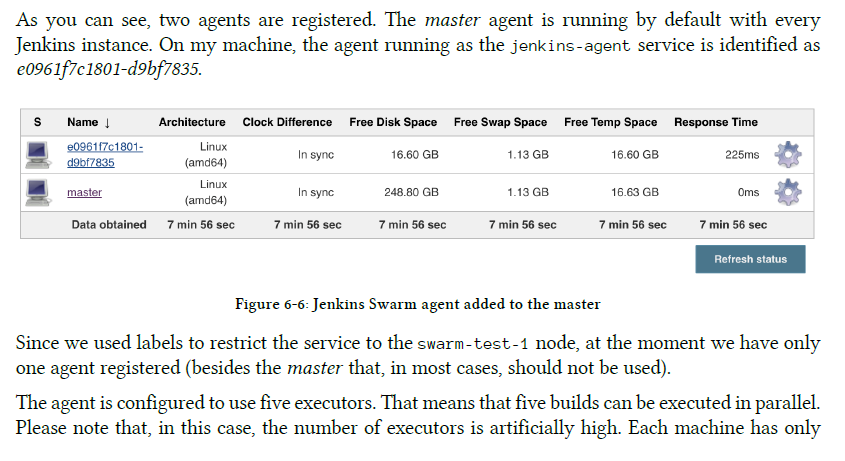 As you can see, two agents are registered. The master agent is running by default with every
Jenkins instance. On my machine, the agent running as the jenkins-agent service is identified as
e0961f7c1801-d9bf7835.
S Name ↓ Architecture Clock Difference Free Disk Space Free Swap Space Free Temp Space Response Time
e0961f7c1801-d9bf7835 Linux (amd64) In sync 16.60 GB 1.13 GB 16.60 GB 225ms
master Linux (amd64) In sync 248.80 GB 1.13 GB 16.63 GB 0ms
Data obtained 7 min 56 sec 7 min 56 sec 7 min 56 sec 7 min 56 sec 7 min 56 sec 7 min 56 sec
Refresh status
Figure 6-6: Jenkins Swarm agent added to the master
Since we used labels to restrict the service to the swarm-test-1 node, at the moment we have only
one agent registered (besides the master that, in most cases, should not be used).
The agent is configured to use five executors. That means that five builds can be executed in parallel.
Please note that, in this case, the number of executors is artificially high. Each machine has only